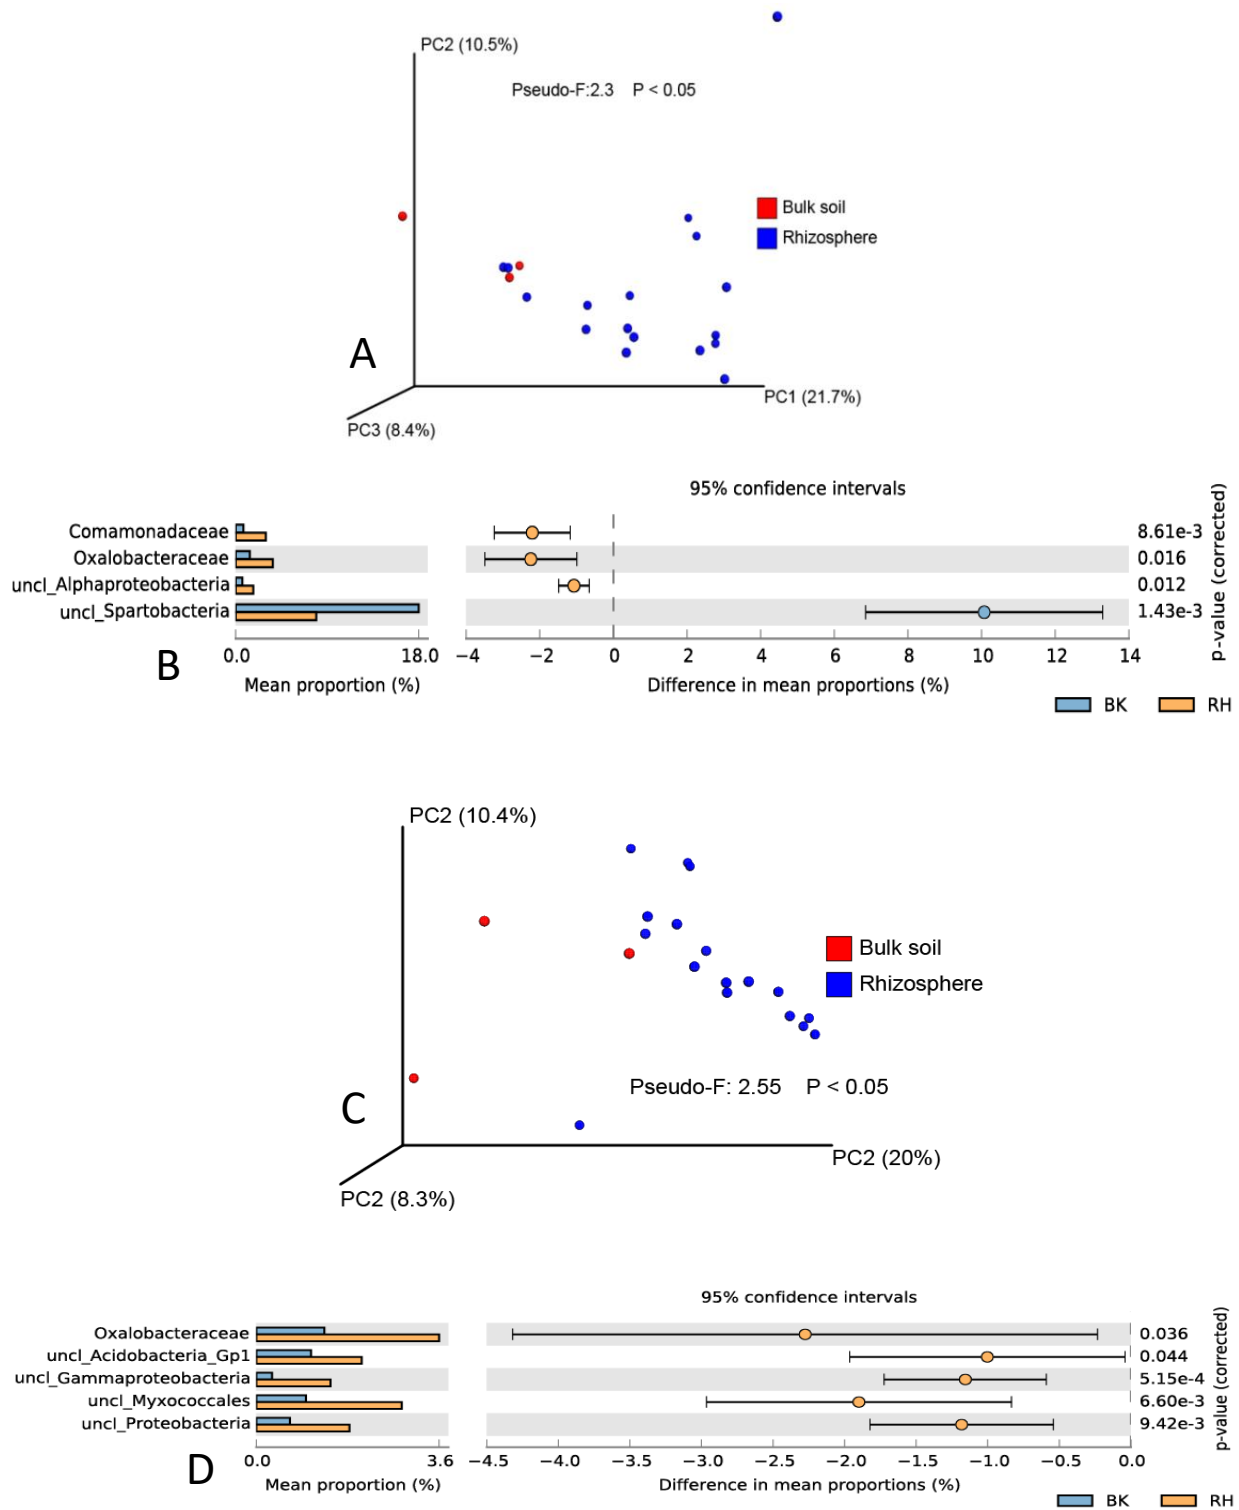 PC2 (10.5%)
Pseudo-F:2.3 P < 0.05
Bulk soil
Rhizosphere
A
PC1 (21.7%)
PC3 (8.4%)
95% confidence intervals
Comamonadaceae 8.61e-3
Oxalobacteraceae 0.016
uncl_Alphaproteobacteria 0.012
uncl_Spartobacteria 1.43e-3
p-value (corrected)
0.0 18.0 −4 −2 0 2 4 6 8 10 12 14
B
Mean proportion (%) Difference in mean proportions (%)
BK RH
PC2 (10.4%)
Bulk soil
Rhizosphere
Pseudo-F: 2.55 P < 0.05
C
PC2 (20%)
PC2 (8.3%)
95% confidence intervals
Oxalobacteraceae 0.036
uncl_Acidobacteria_Gp1 0.044
uncl_Gammaproteobacteria 5.15e-4
uncl_Myxococcales 6.60e-3
uncl_Proteobacteria 9.42e-3
p-value (corrected)
0.0 3.6 −4.5 −4.0 −3.5 −3.0 −2.5 −2.0 −1.5 −1.0 −0.5 0.0
D
Mean proportion (%) Difference in mean proportions (%)
BK RH